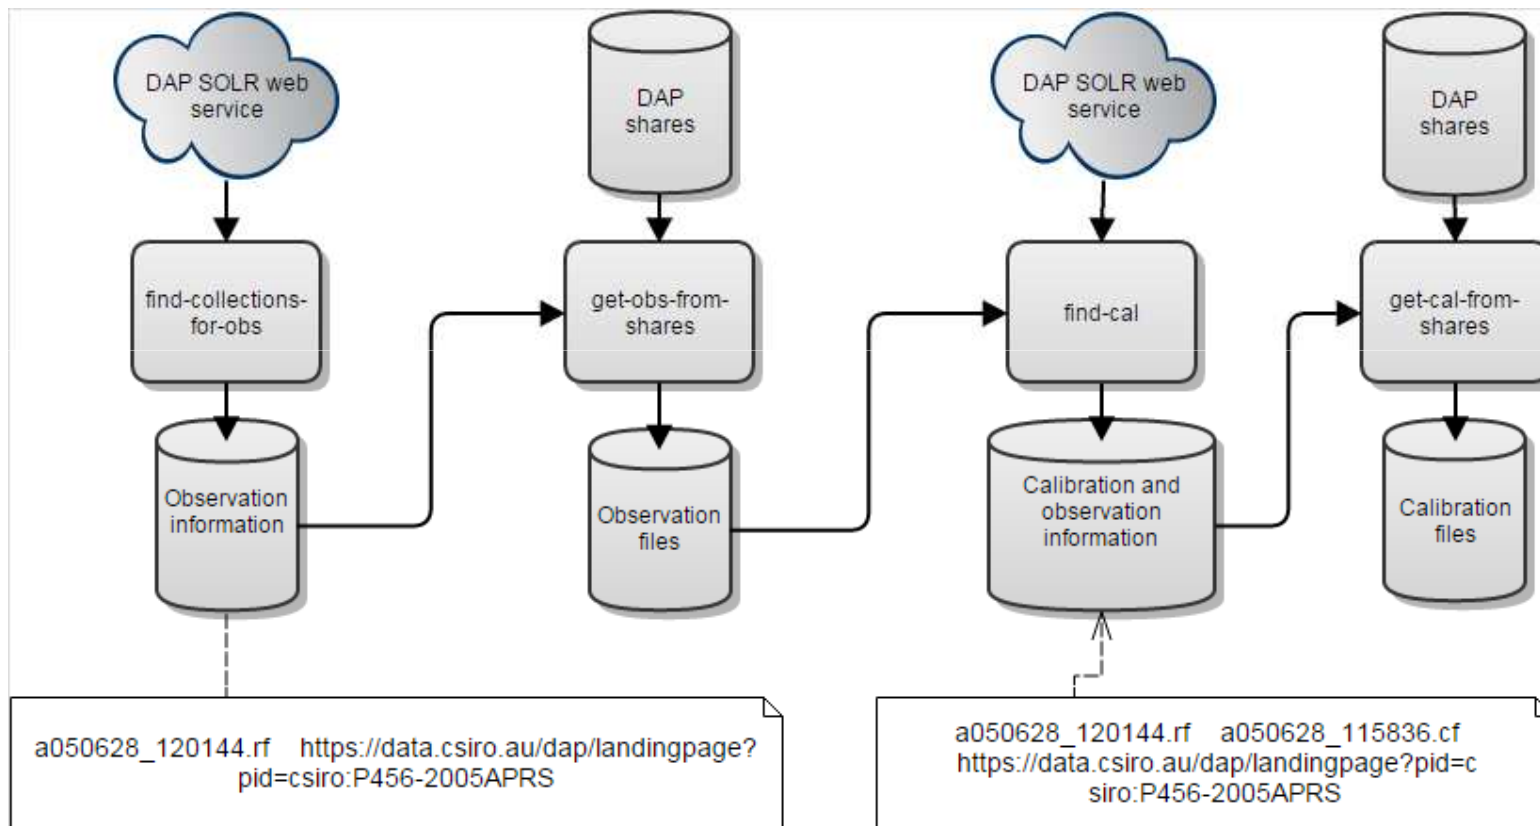 DAP SOLR web
service
DAP
shares
DAP SOLR web
service
DAP
shares
find-collections-
for-obs
get-obs-from-
shares
find-cal
get-cal-from-
shares
Observation
information
Observation
files
Calibration and
observation
information
Calibration
files
a050628_120144.rf https://data.csiro.au/dap/landingpage?
pid=csiro:P456-2005APRS
a050628_120144.rf a050628_115836.cf
https://data.csiro.au/dap/landingpage?pid=c
siro:P456-2005APRS